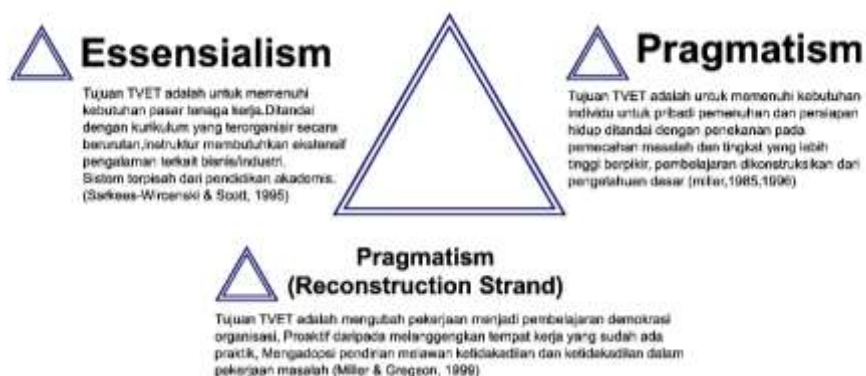 Essensialism
Tujuan TVET adalah untuk memenuhi
kebutuhan pasar tenaga kerja.Ditandai
dengan kurikulum yang terorganisir secara
berurutan,instruktur membutuhkan ekstensif
pengalaman terkait bisnis/industri.
Sistem terpisah dari pendidikan akademis.
(Sarkees-Wircenski & Scott, 1995)
Pragmatism
Tujuan TVET adalah untuk memenuhi kebutuhan
individu untuk pribadi pemenuhan dan persiapan
hidup ditandai dengan penekanan pada
pemecahan masalah dan tingkat yang lebih
tinggi berpikir, pembelajaran dikonstruksikan dari
pengetahuan dasar (miller,1985,1996)
Pragmatism
(Reconstruction Strand)
Tujuan TVET adalah mengubah pekerjaan menjadi pembelajaran demokrasi
organisasi, Proaktif daripada melanggengkan tempat kerja yang sudah ada
praktik, Mengadopsi pendirian melawan ketidakadilan dan ketidakadilan dalam
pekerjaan masalah (Miller & Gregson, 1999)